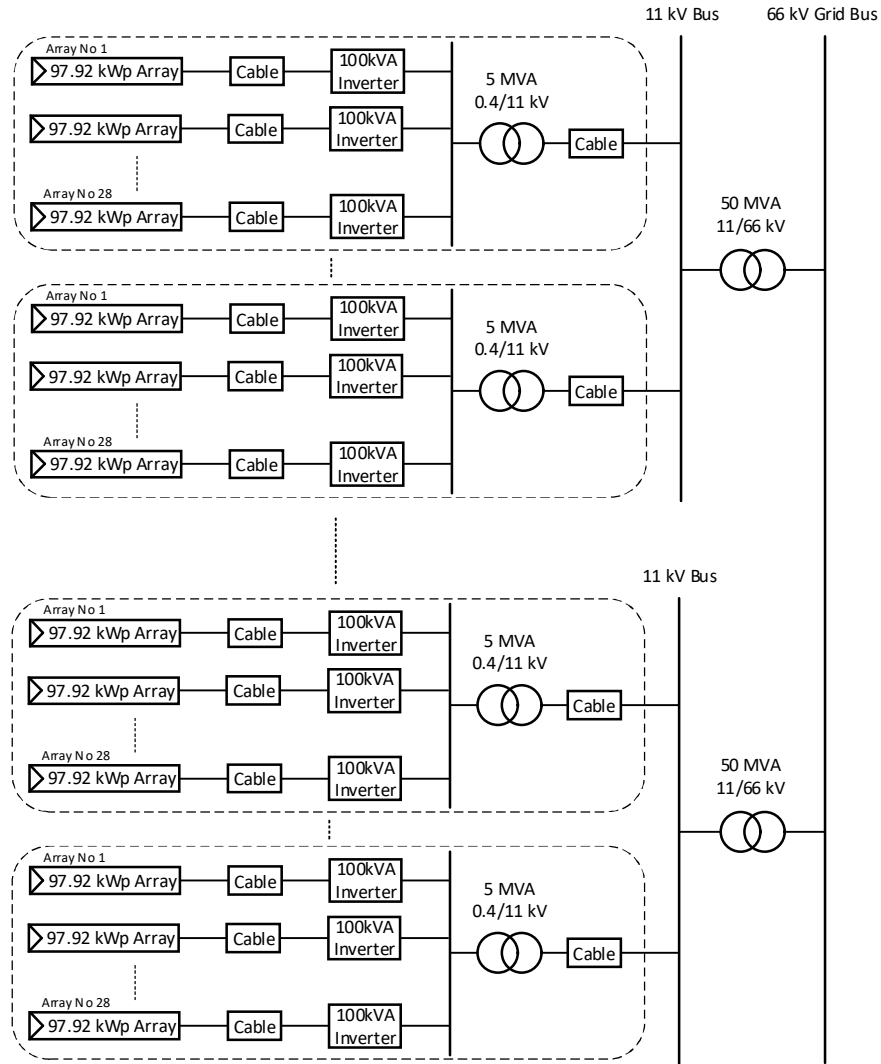 11 kV Bus
66 kV Grid Bus
Array No 1
97.92 kWp Array
Cable
100kVA
Inverter
97.92 kWp Array
Cable
100kVA
Inverter
Array No 28
97.92 kWp Array
Cable
100kVA
Inverter
5 MVA
0.4/11 kV
Cable
50 MVA
11/66 kV
Array No 1
97.92 kWp Array
Cable
100kVA
Inverter
97.92 kWp Array
Cable
100kVA
Inverter
Array No 28
97.92 kWp Array
Cable
100kVA
Inverter
5 MVA
0.4/11 kV
Cable
11 kV Bus
Array No 1
97.92 kWp Array
Cable
100kVA
Inverter
97.92 kWp Array
Cable
100kVA
Inverter
Array No 28
97.92 kWp Array
Cable
100kVA
Inverter
5 MVA
0.4/11 kV
Cable
50 MVA
11/66 kV
Array No 1
97.92 kWp Array
Cable
100kVA
Inverter
97.92 kWp Array
Cable
100kVA
Inverter
Array No 28
97.92 kWp Array
Cable
100kVA
Inverter
5 MVA
0.4/11 kV
Cable